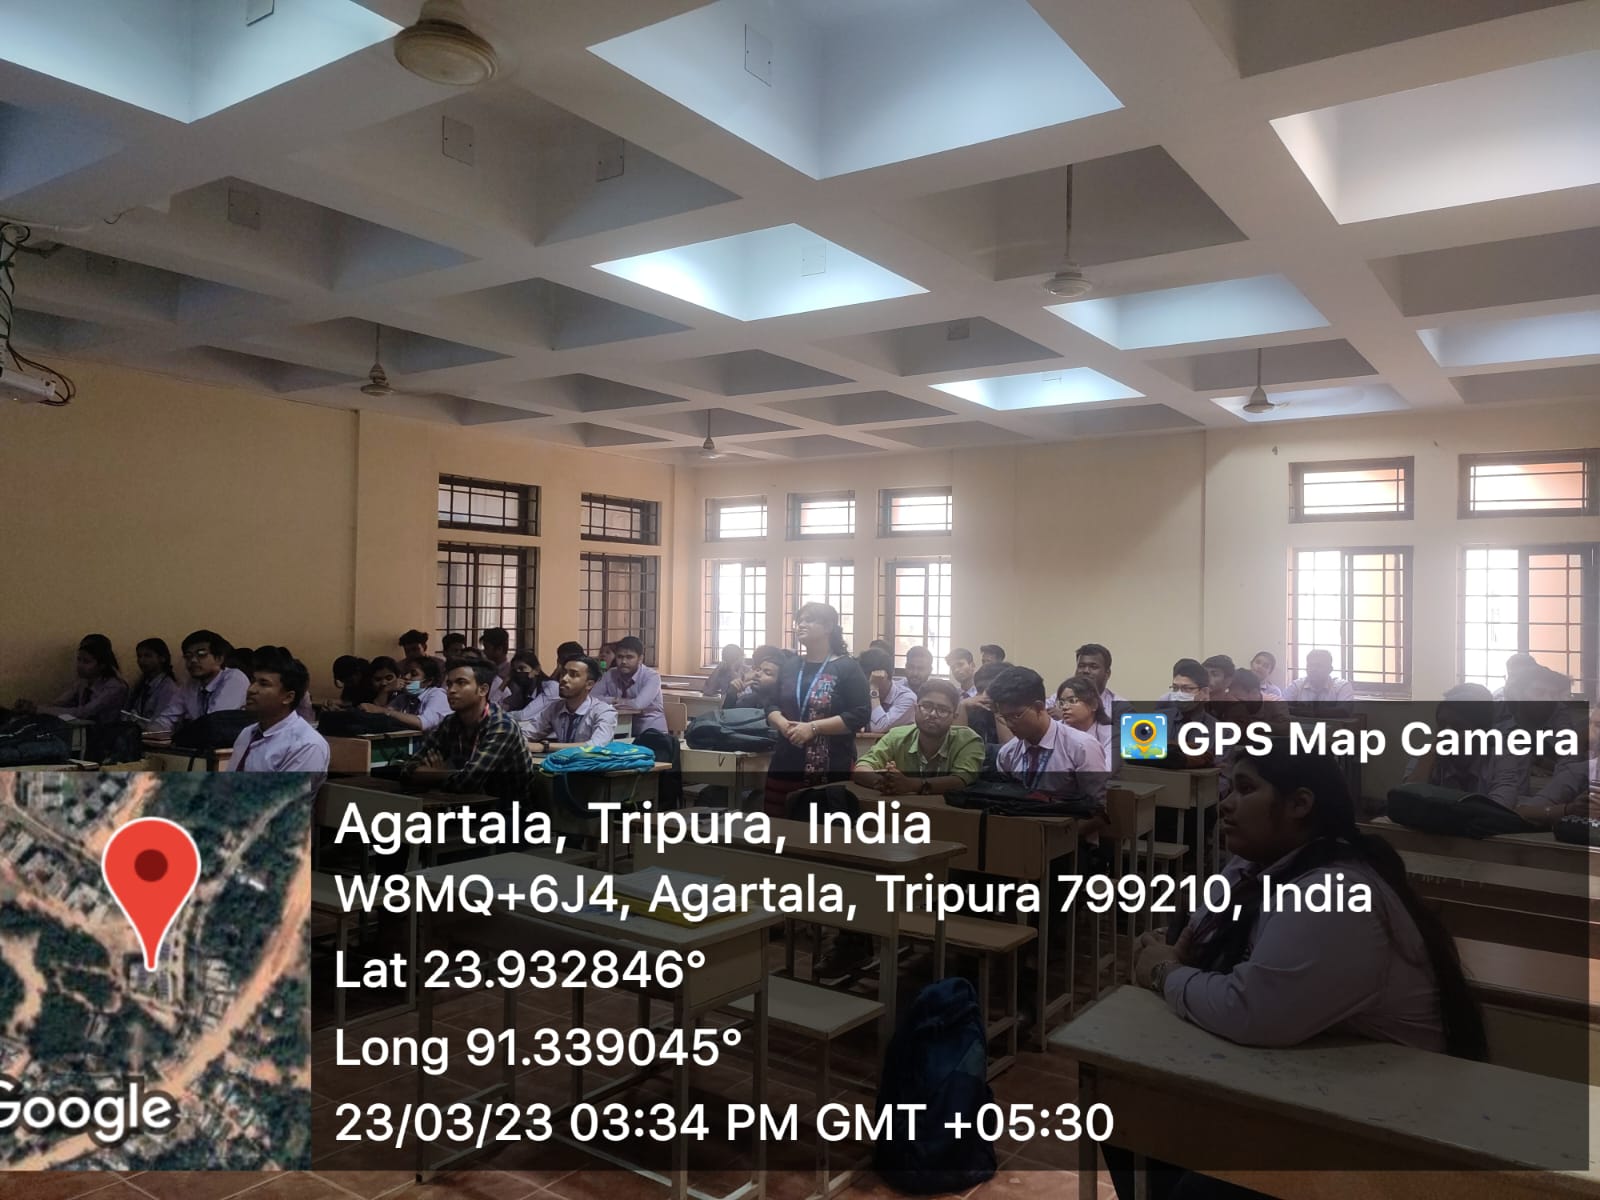 GPS Map Camera
Agartala, Tripura, India
W8MQ+6J4, Agartala, Tripura 799210, India
Lat 23.932846°
Long 91.339045°
23/03/23 03:34 PM GMT +05:30
Google